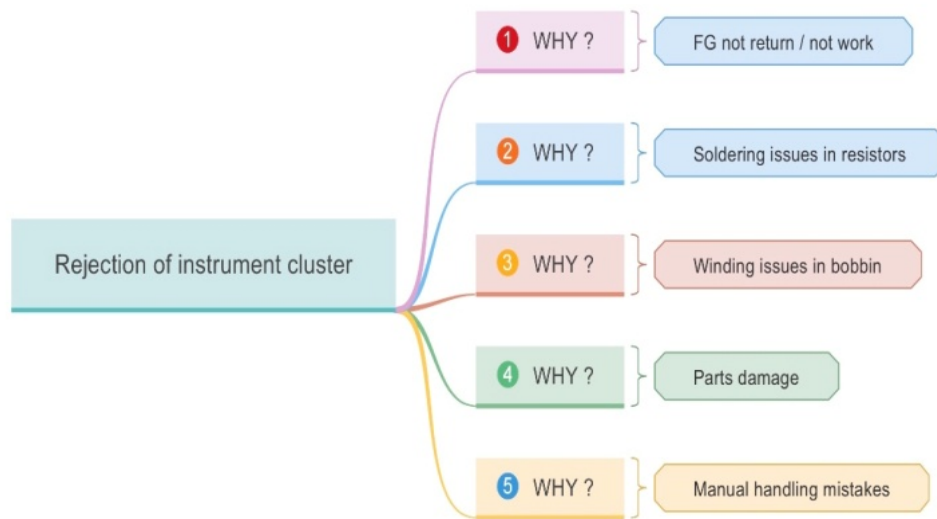 1 WHY ? FG not return / not work
2 WHY ? Soldering issues in resistors
Rejection of instrument cluster
3 WHY ? Winding issues in bobbin
4 WHY ? Parts damage
5 WHY ? Manual handling mistakes